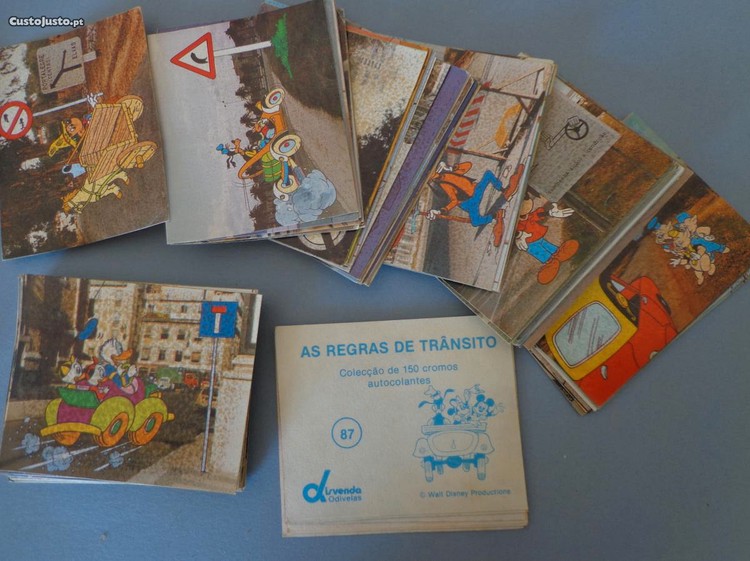 CustoJusto.pt
AS REGRAS DE TRÂNSITO
Colecção de 150 cromos
autocolantes
87
disvenda
Odivelas
© Walt Disney Productions